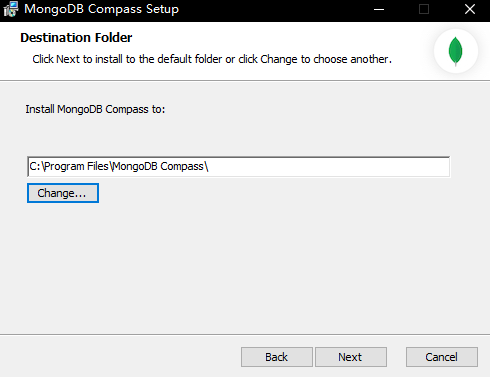 MongoDB Compass Setup
Destination Folder
Click Next to install to the default folder or click Change to choose another.
Install MongoDB Compass to:
C:\Program Files\MongoDB Compass\
Change...
Back Next Cancel